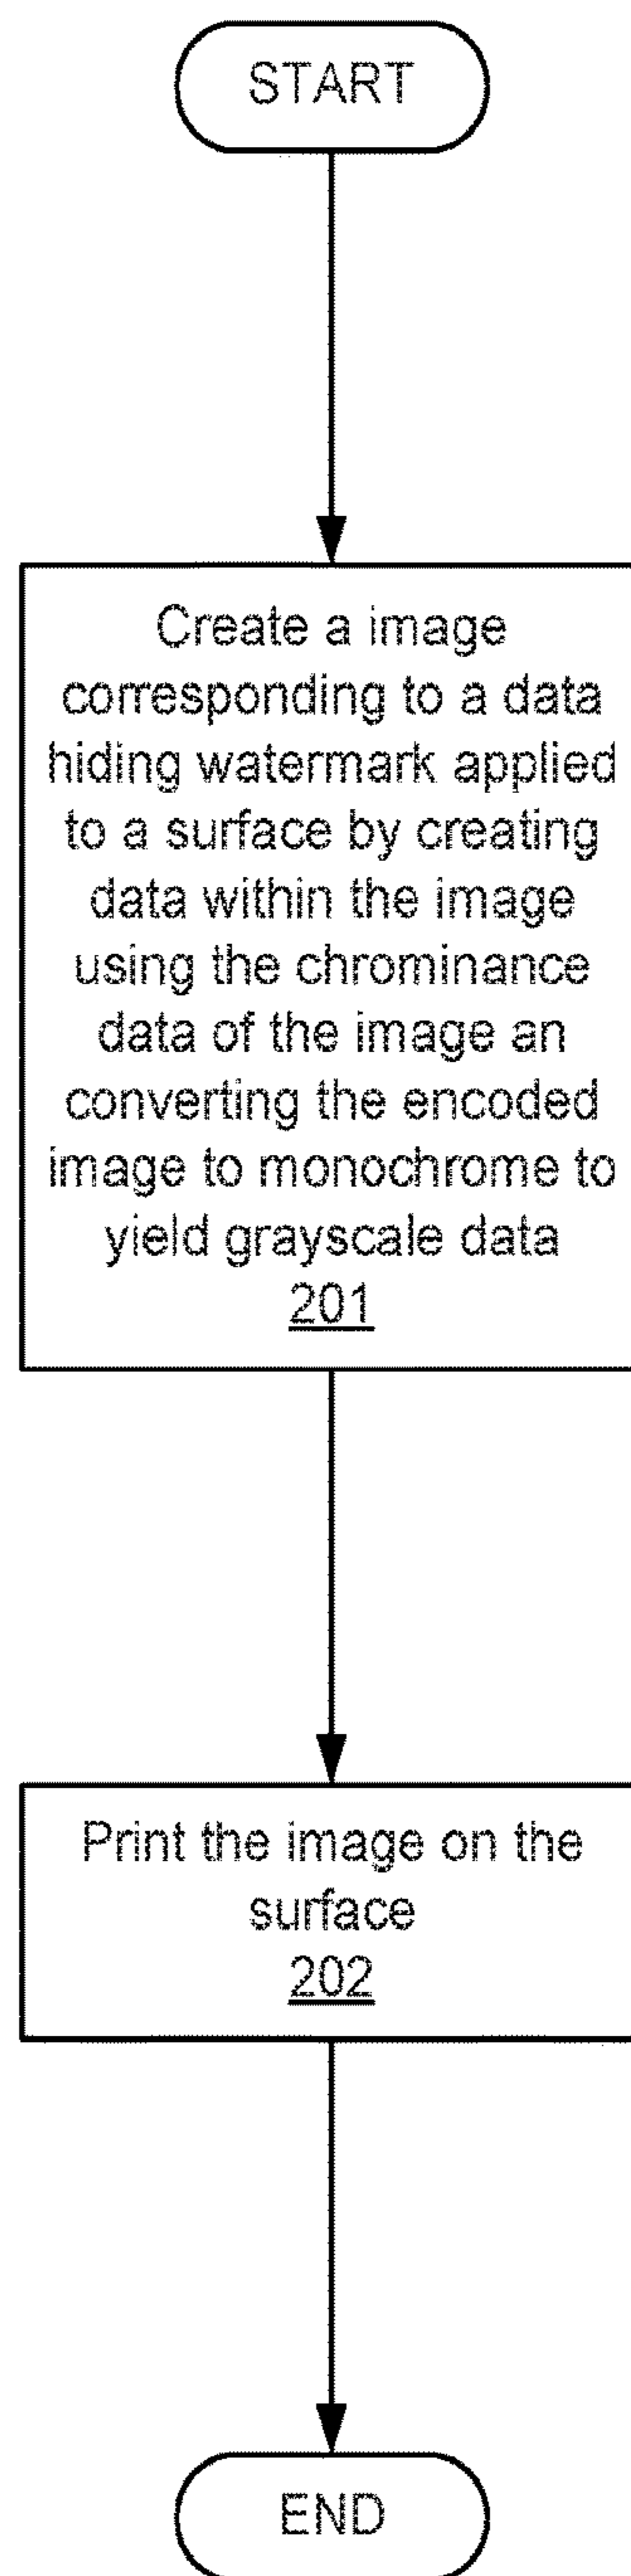 START
Create a image
corresponding to a data
hiding watermark applied
to a surface by creating
data within the image
using the chrominance
data of the image an
converting the encoded
image to monochrome to
yield grayscale data
201
Print the image on the
surface
202
END